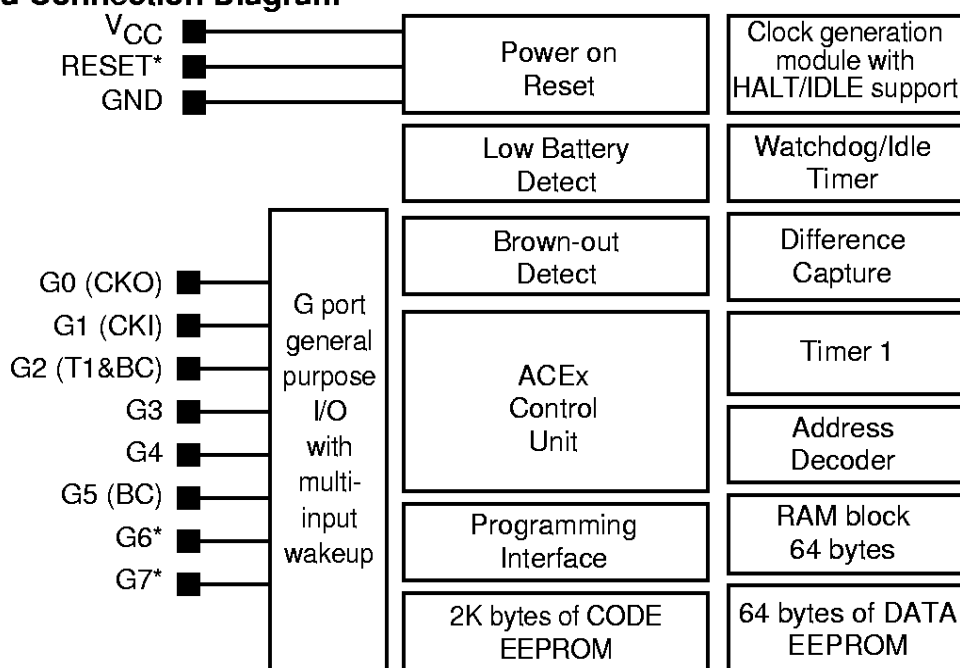 Connection Diagram
VCC
RESET*
GND
Power on
Reset
Clock generation
module with
HALT/IDLE support
Low Battery
Detect
Watchdog/Idle
Timer
Brown-out
Detect
Difference
Capture
G0 (CKO)
G1 (CKI)
G2 (T1&BC)
G3
G4
G5 (BC)
G6*
G7*
G port
general
purpose
I/O
with
multi-
input
wakeup
ACEx
Control
Unit
Timer 1
Address
Decoder
Programming
Interface
RAM block
64 bytes
2K bytes of CODE
EEPROM
64 bytes of DATA
EEPROM